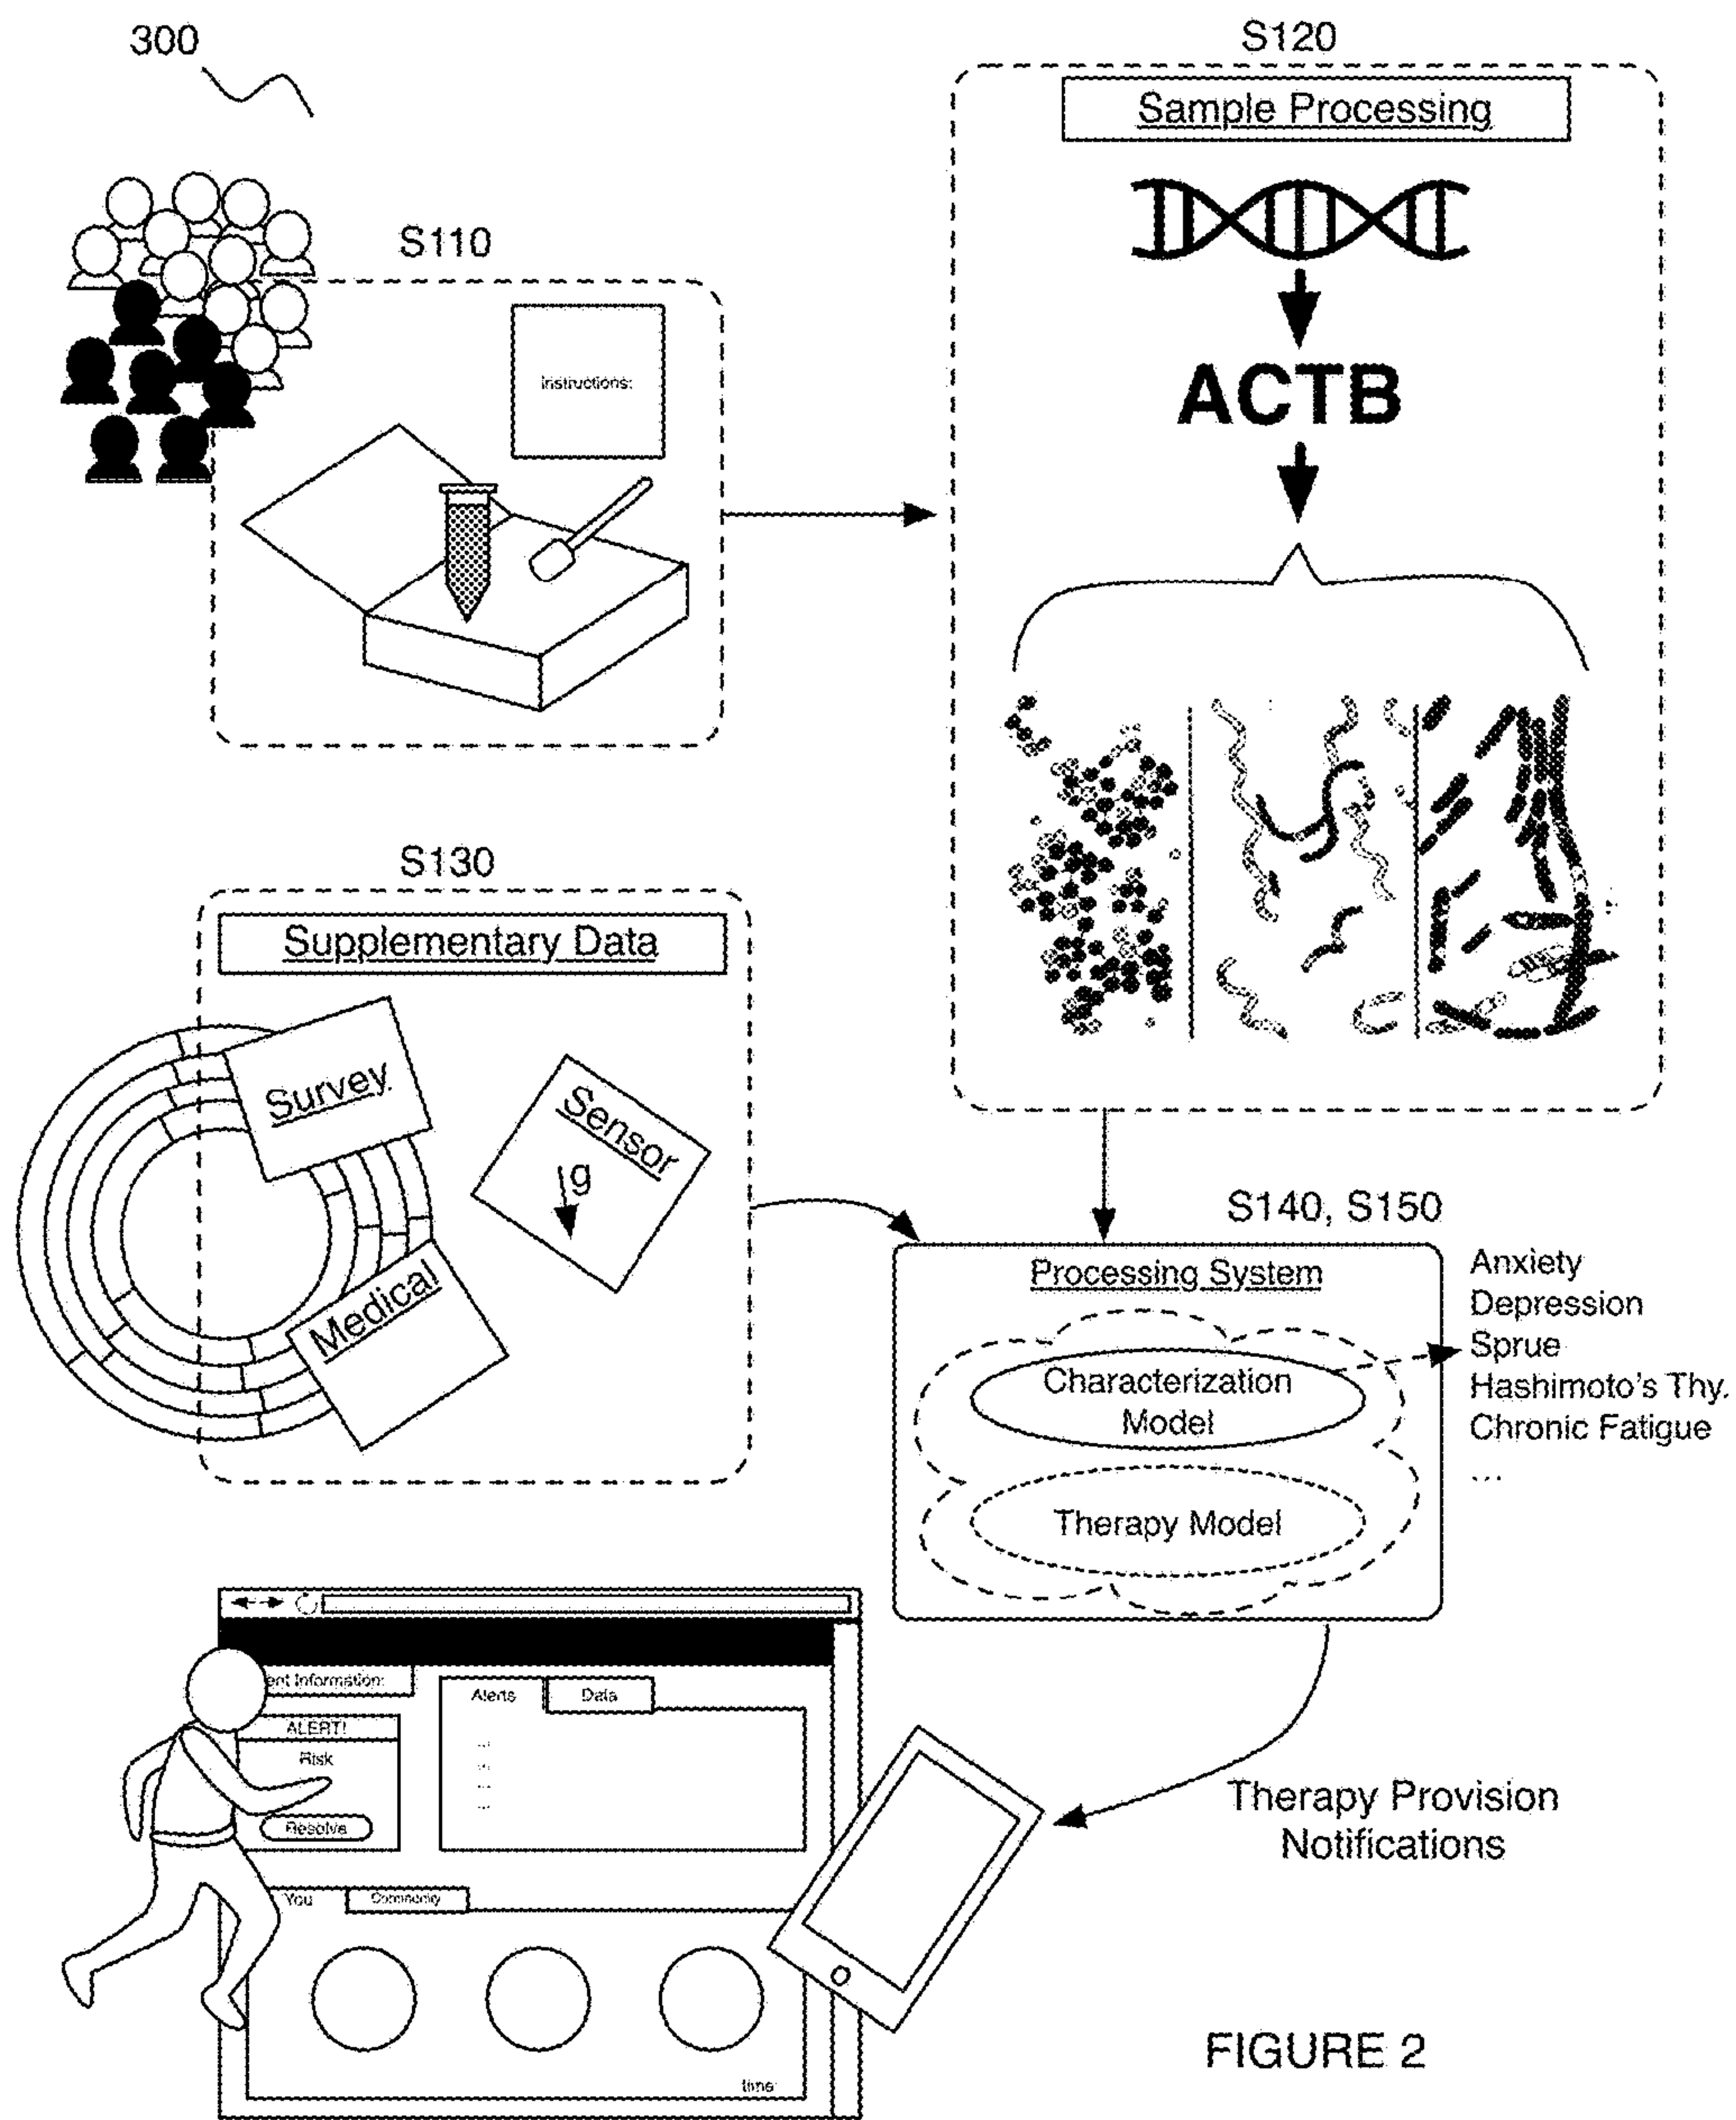 300
S110
Instructions:
S120
Sample Processing
ACTB
S130
Supplementary Data
Survey
Sensor
g
Medical
S140, S150
Processing System
Characterization
Model
Therapy Model
Anxiety
Depression
Sprue
Hashimoto's Thy.
Chronic Fatigue
...
ent Information:
ALERT!
Risk
Resolve
Alerts
Data
...
...
...
...
You
Community
time
Therapy Provision
Notifications
FIGURE 2